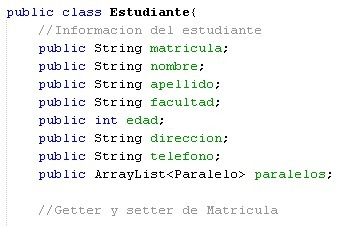 public class Estudiante{
//Informacion del estudiante
public String matricula;
public String nombre;
public String apellido;
public String facultad;
public int edad;
public String direccion;
public String telefono;
public ArrayList<Paralelo> paralelos;
//Getter y setter de Matricula